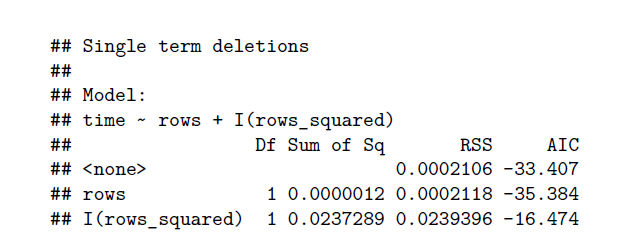 ## Single term deletions
##
## Model:
## time ~ rows + I(rows_squared)
##                 Df Sum of Sq       RSS     AIC
## <none>                       0.0002106 -33.407
## rows             1 0.0000012 0.0002118 -35.384
## I(rows_squared)  1 0.0237289 0.0239396 -16.474